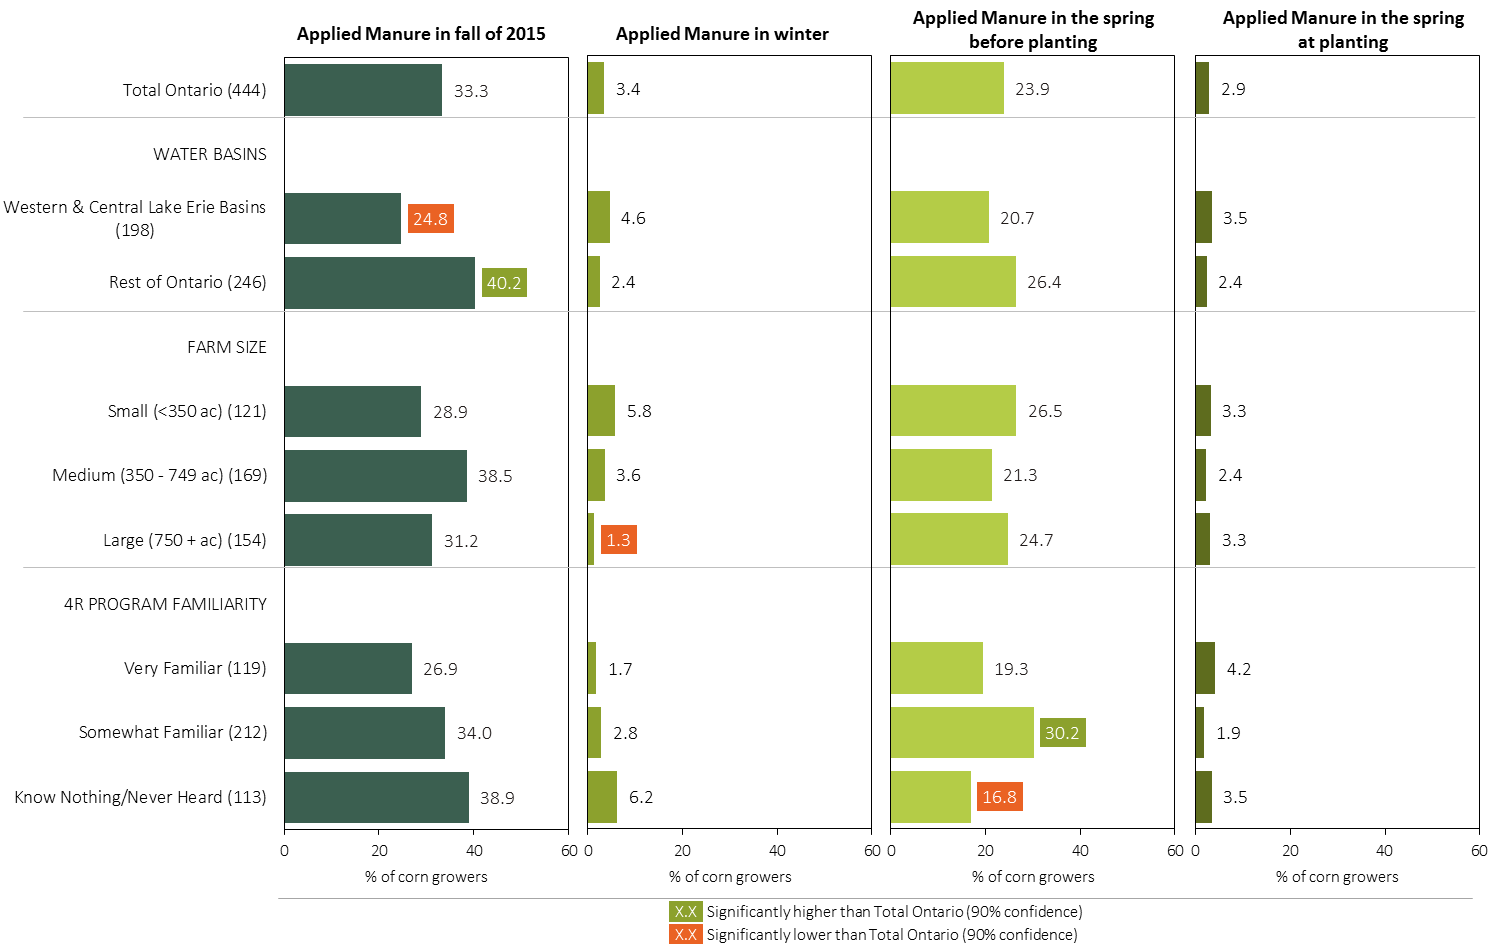 Applied Manure in fall of 2015
Applied Manure in winter
Applied Manure in the spring
before planting
Applied Manure in the spring
at planting
Total Ontario (444)
33.3
3.4
23.9
2.9
WATER BASINS
Western & Central Lake Erie Basins
(198)
24.8
4.6
20.7
3.5
Rest of Ontario (246)
40.2
2.4
26.4
2.4
FARM SIZE
Small (<350 ac) (121)
28.9
5.8
26.5
3.3
Medium (350 - 749 ac) (169)
38.5
3.6
21.3
2.4
Large (750 + ac) (154)
31.2
1.3
24.7
3.3
4R PROGRAM FAMILIARITY
Very Familiar (119)
26.9
1.7
19.3
4.2
Somewhat Familiar (212)
34.0
2.8
30.2
1.9
Know Nothing/Never Heard (113)
38.9
6.2
16.8
3.5
0 20 40 60
0 20 40 60
0 20 40 60
0 20 40 60
% of corn growers
% of corn growers
% of corn growers
% of corn growers
X.X Significantly higher than Total Ontario (90% confidence)
X.X Significantly lower than Total Ontario (90% confidence)